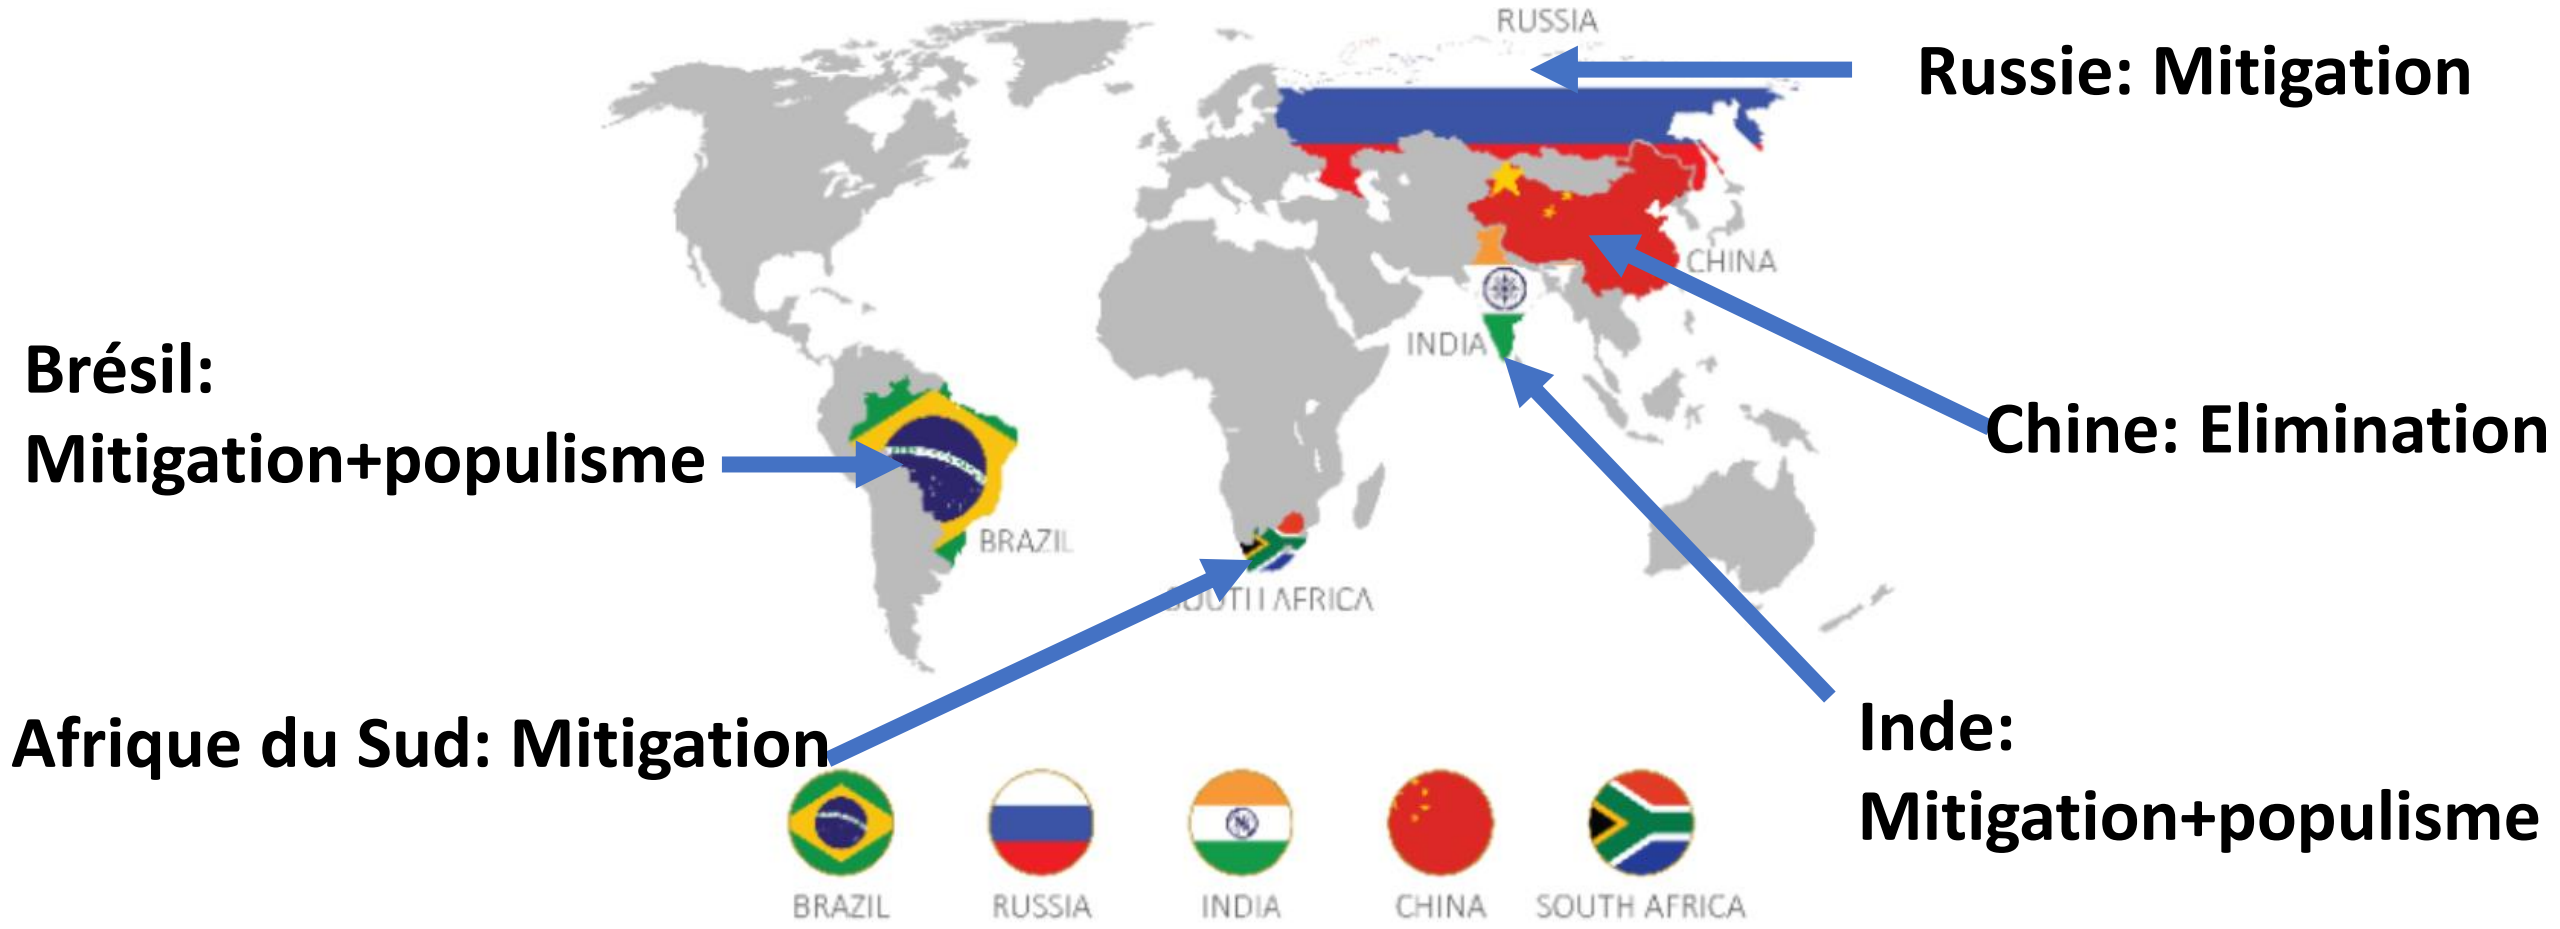 RUSSIA
Russie: Mitigation
CHINA
INDIA
Brésil:
Mitigation+populisme
Chine: Elimination
BRAZIL
SOUTH AFRICA
Afrique du Sud: Mitigation
Inde:
Mitigation+populisme
BRAZIL
RUSSIA
INDIA
CHINA
SOUTH AFRICA